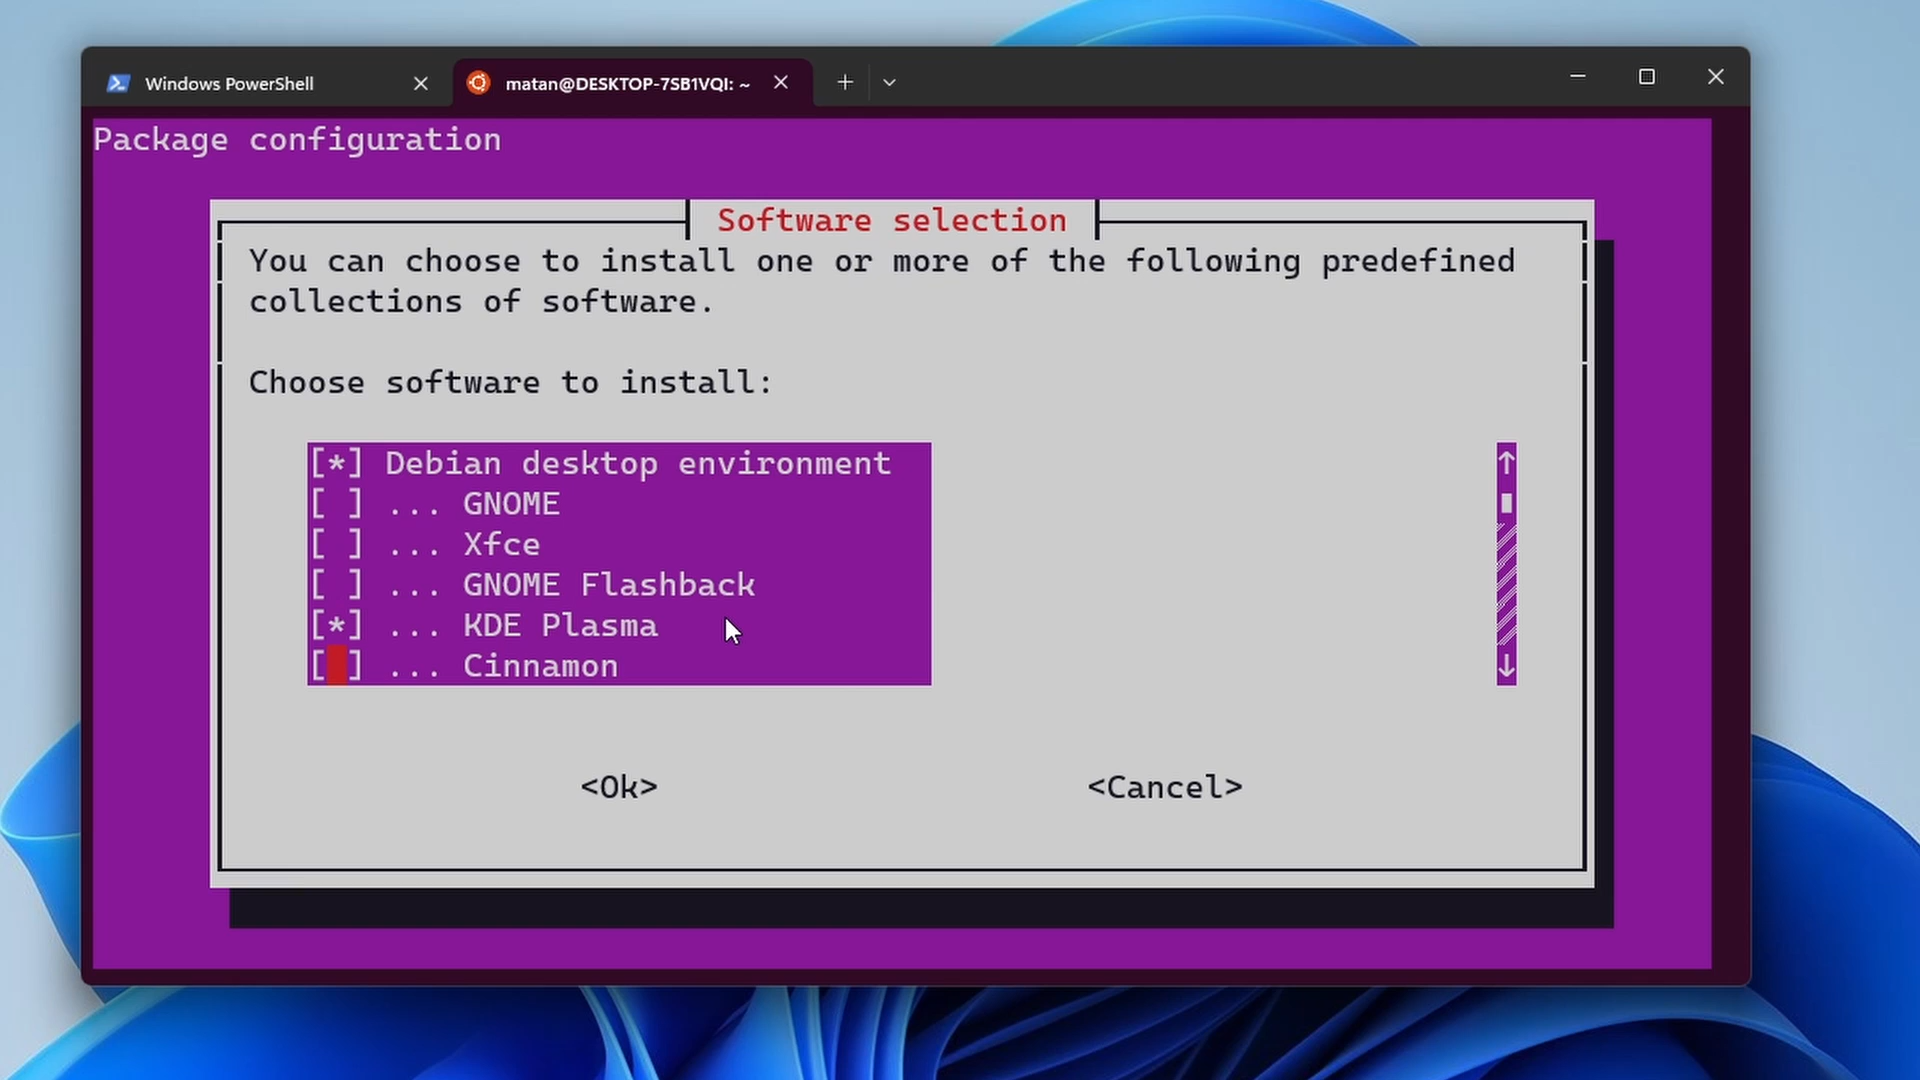 Windows PowerShell
matan@DESKTOP-7SB1VQI: ~
Package configuration
Software selection
You can choose to install one or more of the following predefined
collections of software.
Choose software to install:
[*] Debian desktop environment
[ ] ... GNOME
[ ] ... Xfce
[ ] ... GNOME Flashback
[*] ... KDE Plasma
[ ] ... Cinnamon
<Ok> <Cancel>